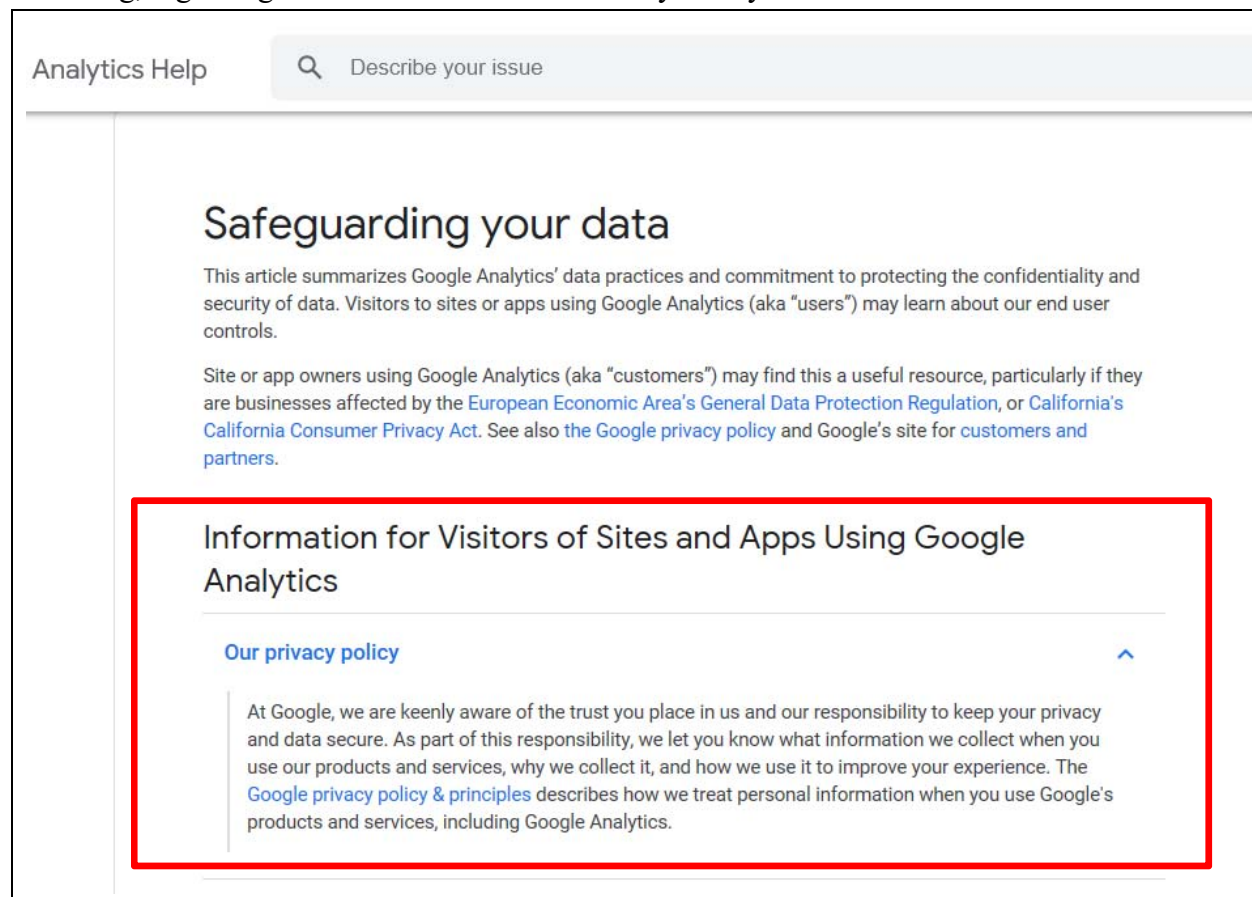 Analytics Help
Describe your issue
Safeguarding your data
This article summarizes Google Analytics’ data practices and commitment to protecting the confidentiality and
security of data. Visitors to sites or apps using Google Analytics (aka “users”) may learn about our end user
controls.
Site or app owners using Google Analytics (aka “customers”) may find this a useful resource, particularly if they
are businesses affected by the European Economic Area’s General Data Protection Regulation, or California's
California Consumer Privacy Act. See also the Google privacy policy and Google’s site for customers and
partners.
Information for Visitors of Sites and Apps Using Google
Analytics
Our privacy policy
At Google, we are keenly aware of the trust you place in us and our responsibility to keep your privacy
and data secure. As part of this responsibility, we let you know what information we collect when you
use our products and services, why we collect it, and how we use it to improve your experience. The
Google privacy policy & principles describes how we treat personal information when you use Google's
products and services, including Google Analytics.